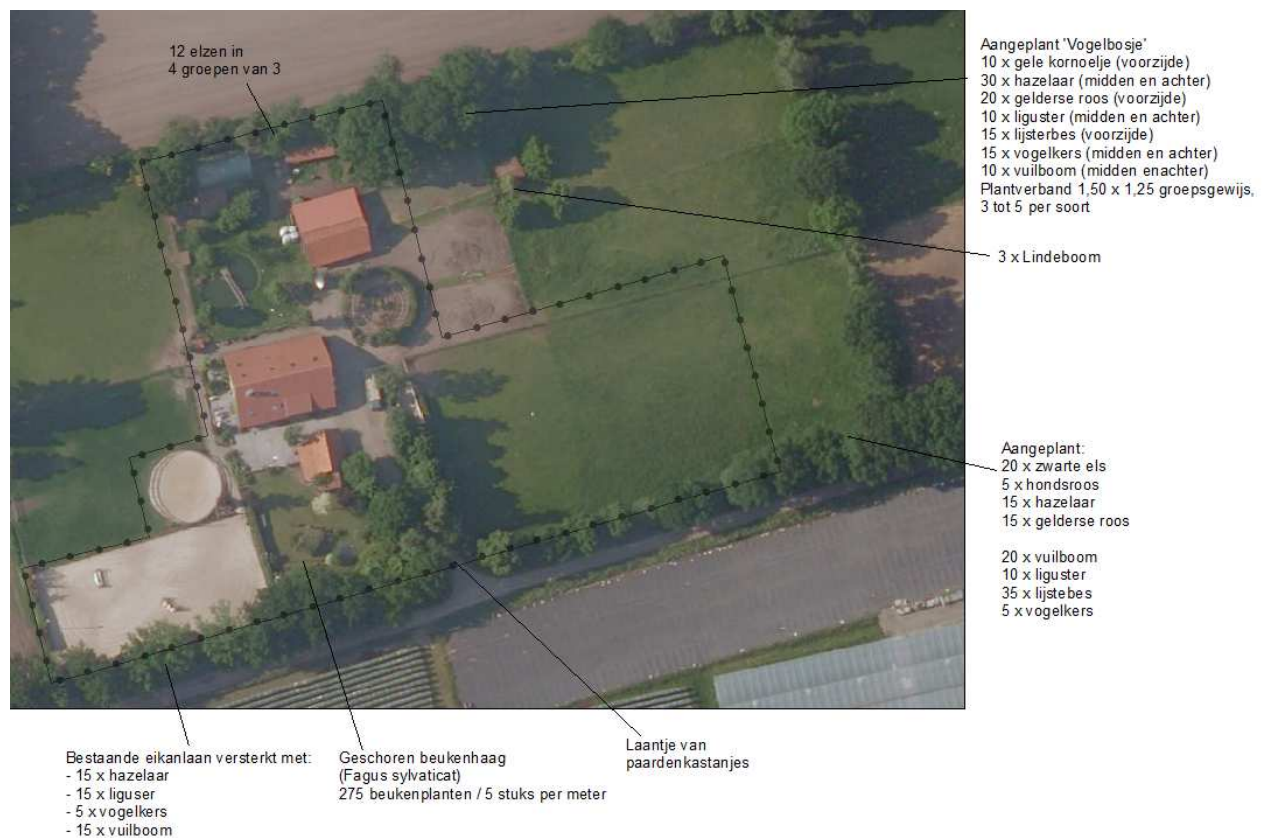 12 elzen in
4 groepen van 3
Aangeplant 'Vogelbosje'
10 x gele kornoelje (voorzijde)
30 x hazelaar (midden en achter)
20 x gelderse roos (voorzijde)
10 x liguster (midden en achter)
15 x lijsterbes (voorzijde)
15 x vogelkers (midden en achter)
10 x vuilboom (midden enachter)
Plantverband 1,50 x 1,25 groepsgewijs,
3 tot 5 per soort
3 x Lindeboom
Aangeplant:
20 x zwarte els
5 x hondsroos
15 x hazelaar
15 x gelderse roos
20 x vuilboom
10 x liguster
35 x lijstebes
5 x vogelkers
Bestaande eikanlaan versterkt met:
- 15 x hazelaar
- 15 x liguser
- 5 x vogelkers
- 15 x vuilboom
Geschoren beukenhaag
(Fagus sylvaticat)
275 beukenplanten / 5 stuks per meter
Laantje van
paardenkastanjes